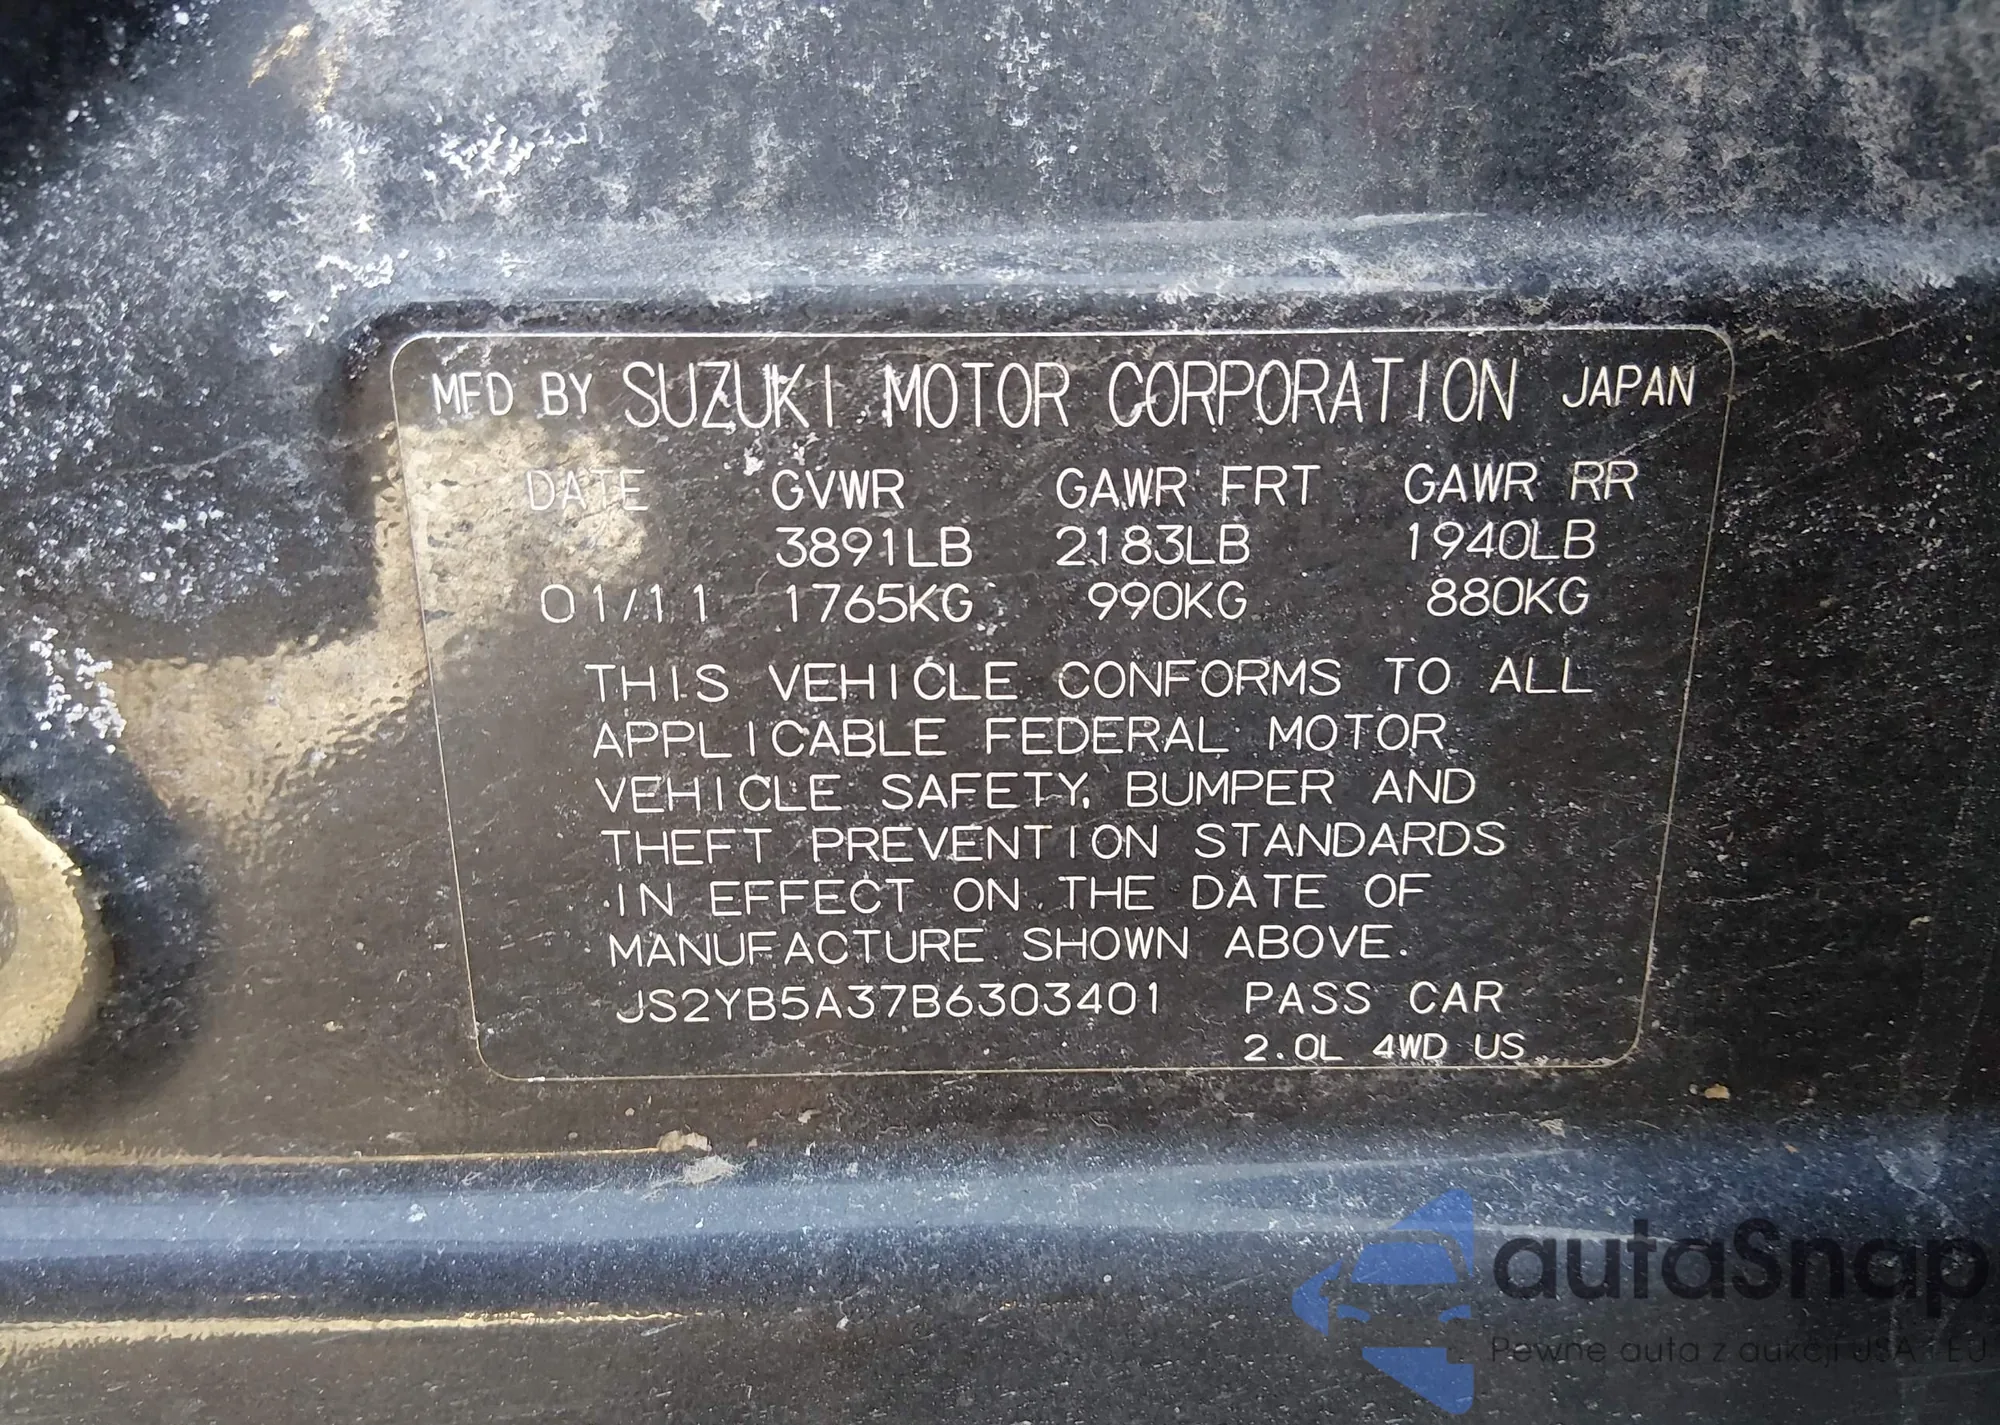 MFD BY SUZUKI MOTOR CORPORATION JAPAN
DATE GVWR GAWR FRT GAWR RR
3891LB 2183LB 1940LB
01/11 1765KG 990KG 880KG
THIS VEHICLE CONFORMS TO ALL
APPLICABLE FEDERAL MOTOR
VEHICLE SAFETY, BUMPER AND
THEFT PREVENTION STANDARDS
IN EFFECT ON THE DATE OF
MANUFACTURE SHOWN ABOVE.
JS2YB5A37B6303401 PASS CAR
2.0L 4WD US
autaSnap
Pewne auta z aukcji USA i EU